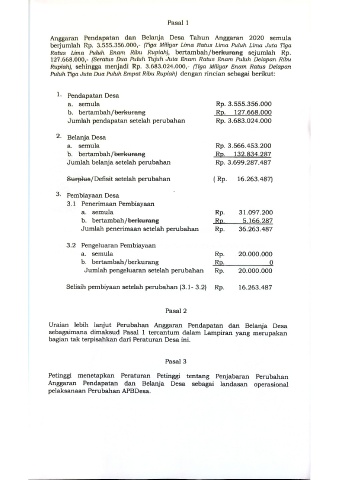 Pasal 1
Anggaran Pendapatan dan Belanja Desa Tahun Anggaran 2020 semula
berjumlah Rp. 3.555.356.000,- (Tiga Milyar Lima Ratus Lima Puluh Lima Juta Tiga
Ratus Lima Puluh Enam Ribu Rupiah), bertambah/berkurang sejumlah Rp.
127.668.000,- (Seratus Dua Puluh Tujuh Juta Enam Ratus Enam Puluh Delapan Ribu
Rupiah), sehingga menjadi Rp. 3.683.024.000,- (Tiga Milyar Enam Ratus Delapan
Puluh Tiga Juta Dua Puluh Empat Ribu Rupiah) dengan rincian sebagai berikut:
1. Pendapatan Desa
a. semula Rp. 3.555.356.000
b. bertambah/berkurang Rp. 127.668.000
Jumlah pendapatan setelah perubahan Rp. 3.683.024.000
2. Belanja Desa
a. semula Rp. 3.566.453.200
b. bertambah/berkurang Rp. 132.834.287
Jumlah belanja setelah perubahan Rp. 3.699.287.487
Surplus/Defisit setelah perubahan ( Rp. 16.263.487)
3. Pembiayaan Desa
3.1 Penerimaan Pembiayaan
a. semula Rp. 31.097.200
b. bertambah/berkurang Rp. 5.166.287
Jumlah penerimaan setelah perubahan Rp. 36.263.487
3.2 Pengeluaran Pembiayaan
a. semula Rp. 20.000.000
b. bertambah/berkurang Rp. 0
Jumlah pengeluaran setelah perubahan Rp. 20.000.000
Selisih pembiyaan setelah perubahan (3.1- 3.2) Rp. 16.263.487
Pasal 2
Uraian lebih lanjut Perubahan Anggaran Pendapatan dan Belanja Desa
sebagaimana dimaksud Pasal 1 tercantum dalam Lampiran yang merupakan
bagian tak terpisahkan dari Peraturan Desa ini.
Pasal 3
Petinggi menetapkan Peraturan Petinggi tentang Penjabaran Perubahan
Anggaran Pendapatan dan Belanja Desa sebagai landasan operasional
pelaksanaan Perubahan APBDesa.